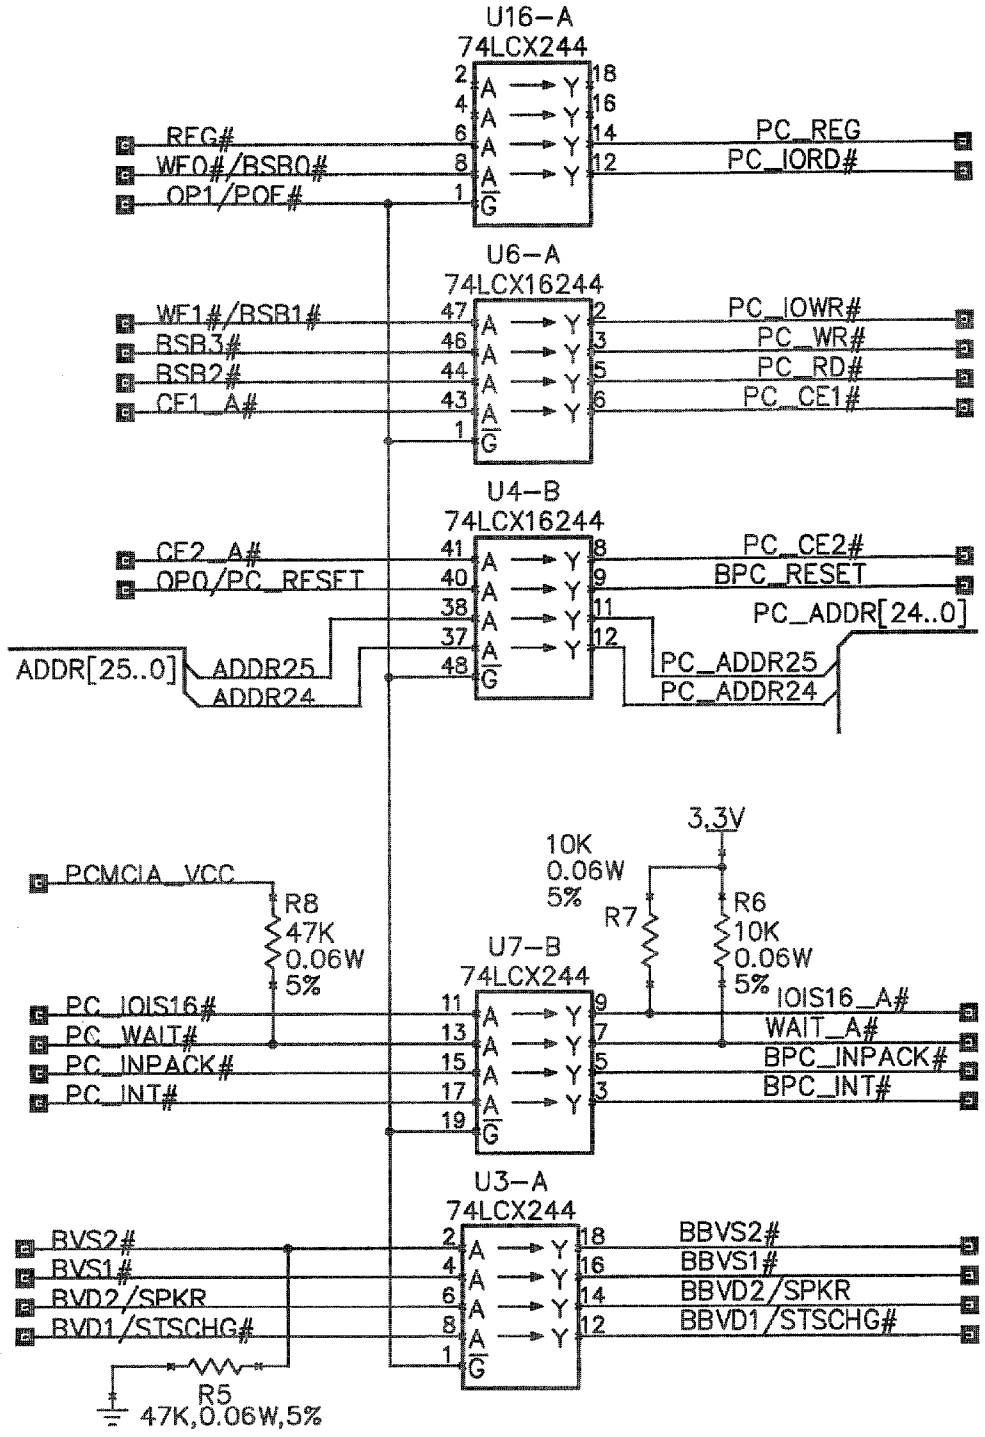 U16-A
74LCX244
2 A Y 18
4 A Y 16
REG# 6 A Y 14 PC_REG
WE0#/BSB0# 8 A Y 12 PC_IORD#
OP1/POE# 1 G
U6-A
74LCX16244
WE1#/BSB1# 47 A Y 2 PC_IOWR#
BSB3# 46 A Y 3 PC_WR#
BSB2# 44 A Y 5 PC_RD#
CE1_A# 43 A Y 6 PC_CE1#
1 G
U4-B
74LCX16244
CE2_A# 41 A Y 8 PC_CE2#
OP0/PC_RESET 40 A Y 9 BPC_RESET
38 A Y 11 PC_ADDR[24..0]
37 A Y 12
ADDR[25..0] ADDR25 48 G PC_ADDR25
ADDR24 PC_ADDR24
3.3V
10K
0.06W
5%
PCMCIA_VCC
R8
47K
0.06W
5%
R7
R6
10K
0.06W
5%
U7-B
74LCX244
PC_IOIS16# 11 A Y 9 IOIS16_A#
PC_WAIT# 13 A Y 7 WAIT_A#
PC_INPACK# 15 A Y 5 BPC_INPACK#
PC_INT# 17 A Y 3 BPC_INT#
19 G
U3-A
74LCX244
BVS2# 2 A Y 18 BBVS2#
BVS1# 4 A Y 16 BBVS1#
BVD2/SPKR 6 A Y 14 BBVD2/SPKR
BVD1/STSCHG# 8 A Y 12 BBVD1/STSCHG#
1 G
R5
47K,0.06W,5%